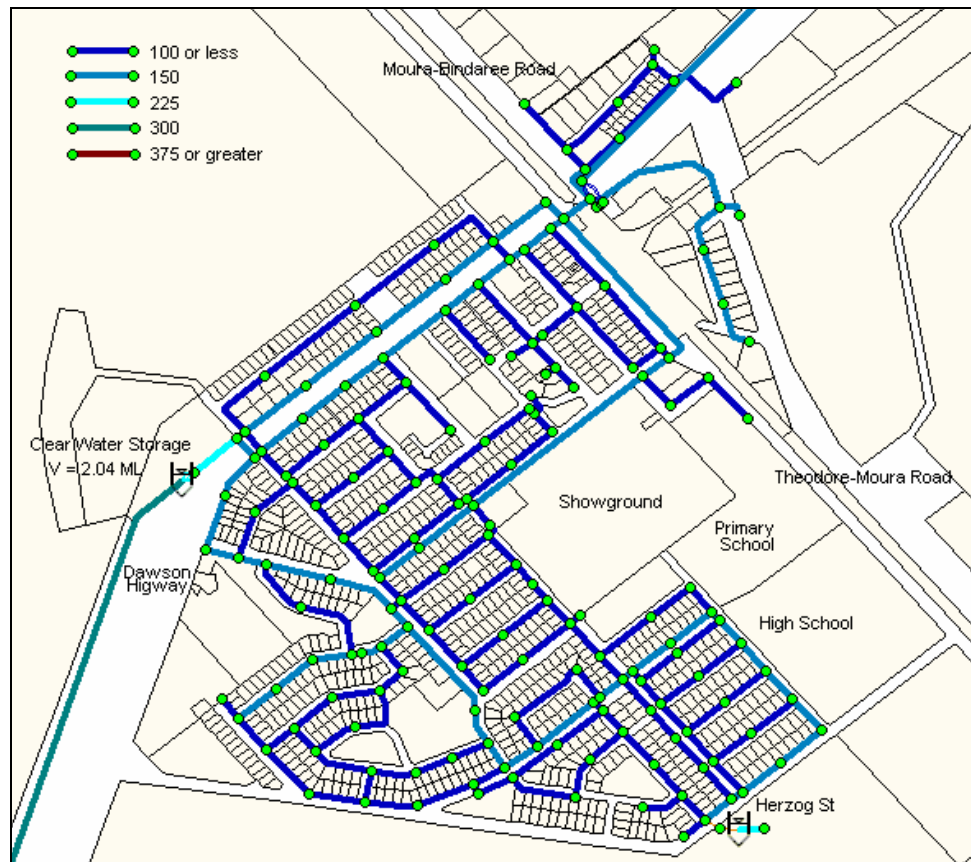 100 or less
150
225
300
375 or greater
Moura-Bindaree Road
Clear Water Storage
V = 2.04 ML
Theodore-Moura Road
Showground
Primary
School
Dawson
Higway
High School
Herzog St